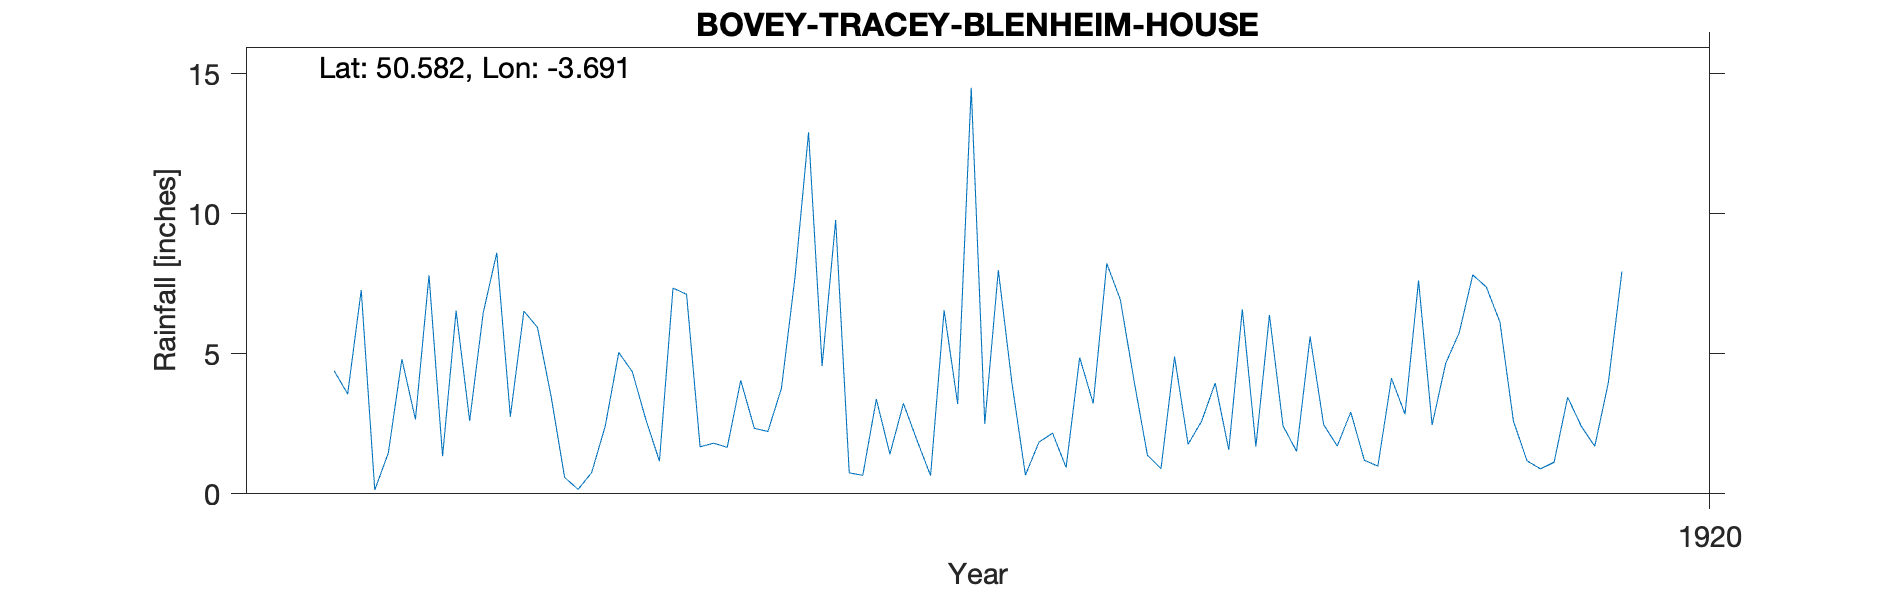 BOVEY-TRACEY-BLENHEIM-HOUSE
Lat: 50.582, Lon: -3.691
15
10
5
0
Rainfall [inches]
1920
Year